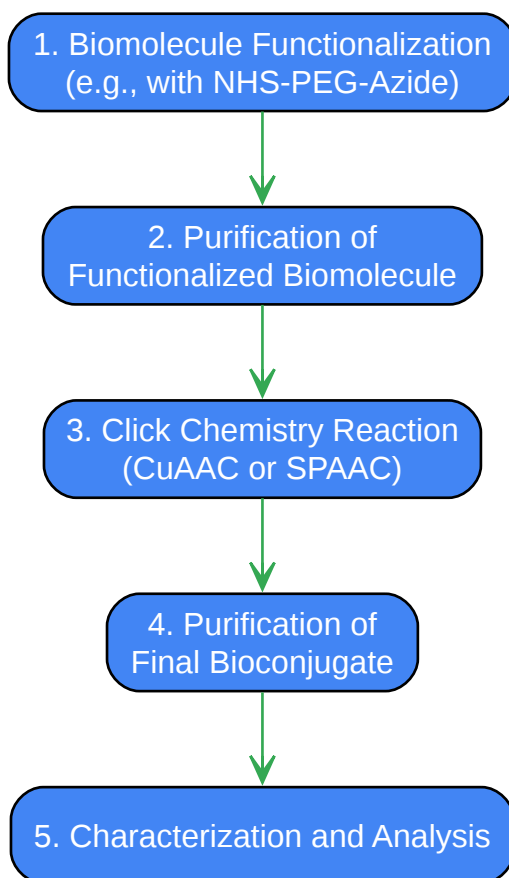 1. Biomolecule Functionalization
(e.g., with NHS-PEG-Azide)
2. Purification of
Functionalized Biomolecule
3. Click Chemistry Reaction
(CuAAC or SPAAC)
4. Purification of
Final Bioconjugate
5. Characterization and Analysis